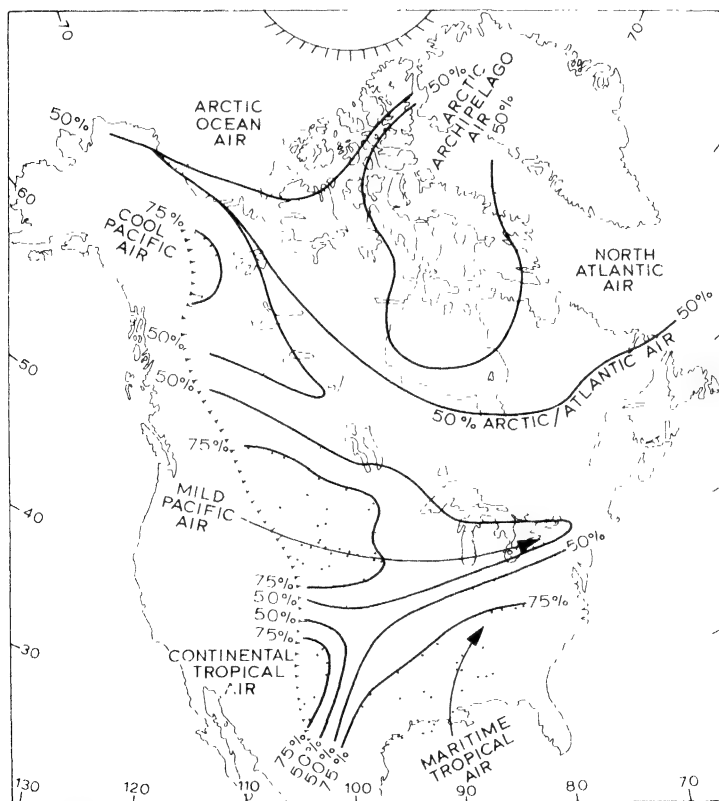 70
70
ARCTIC
OCEAN
AIR
50%
ARCTIC
ARCHIPELAGO
AIR
50%
50%
60
75%
COOL
PACIFIC
AIR
NORTH
ATLANTIC
AIR
50%
50%
50
50%
50% ARCTIC/ATLANTIC AIR
75%
MILD
PACIFIC
AIR
40
50%
75%
50%
50%
75%
75%
30
CONTINENTAL
TROPICAL
AIR
75%
50%
50%
75%
MARITIME
TROPICAL
AIR
130
120
110
100
90
80
70